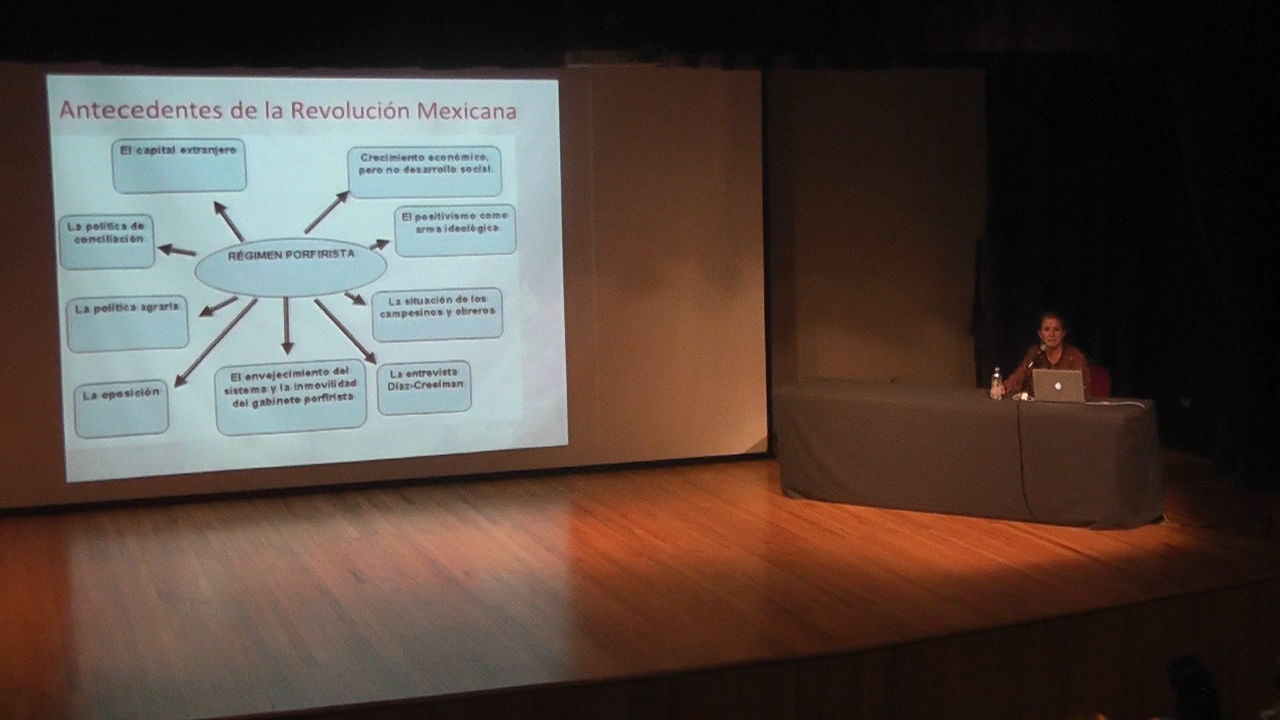 Antecedentes de la Revolución Mexicana
El capital extranjero
Crecimiento económico,
pero no desarrollo social.
La política de
conciliación
El positivismo como
arma ideológica
RÉGIMEN PORFIRISTA
La política agraria
La situación de los
campesinos y obreros
La oposición
El envejecimiento del
sistema y la inmovilidad
del gabinete porfirista
La entrevista
Díaz-Creelman